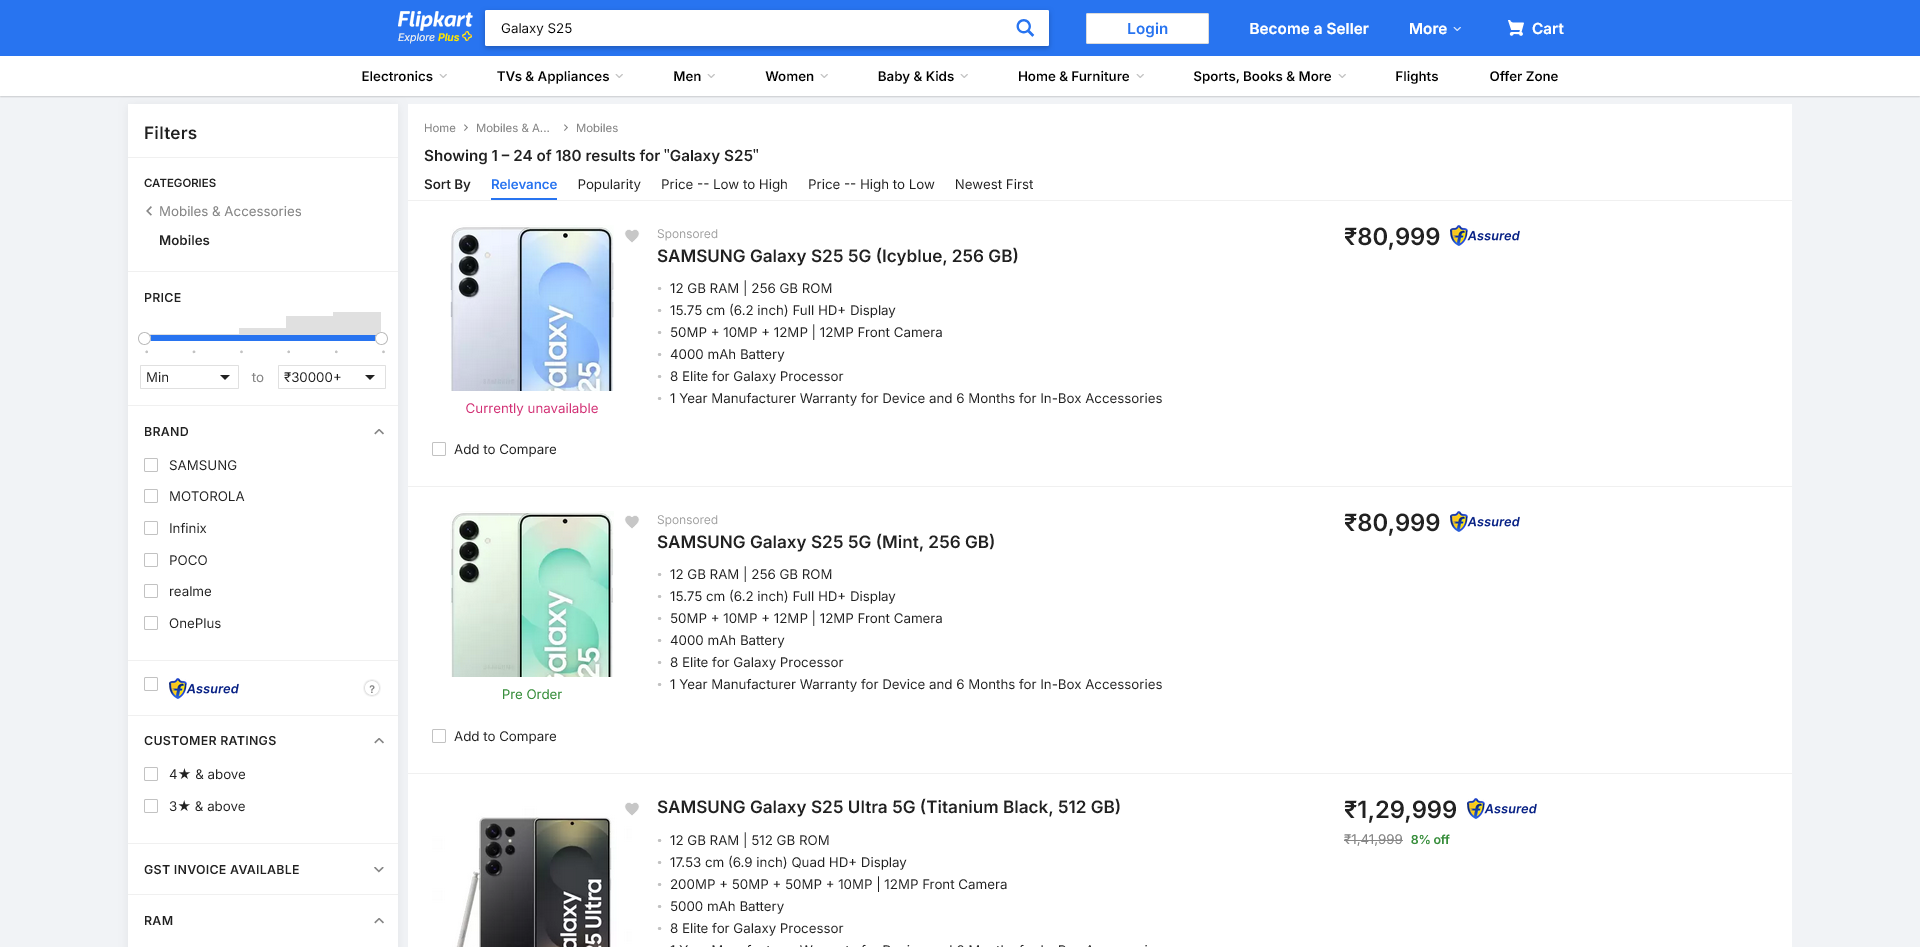 Flipkart
Explore Plus
Galaxy S25
Login
Become a Seller
More
Cart
Electronics
TVs & Appliances
Men
Women
Baby & Kids
Home & Furniture
Sports, Books & More
Flights
Offer Zone
Filters
CATEGORIES
Mobiles & Accessories
Mobiles
PRICE
Min
to
₹30000+
BRAND
SAMSUNG
MOTOROLA
Infinix
POCO
realme
OnePlus
Assured
?
CUSTOMER RATINGS
4★ & above
3★ & above
GST INVOICE AVAILABLE
RAM
Home
Mobiles & A...
Mobiles
Showing 1 – 24 of 180 results for "Galaxy S25"
Sort By
Relevance
Popularity
Price -- Low to High
Price -- High to Low
Newest First
Galaxy
S25
Currently unavailable
Add to Compare
Sponsored
SAMSUNG Galaxy S25 5G (Icyblue, 256 GB)
12 GB RAM | 256 GB ROM
15.75 cm (6.2 inch) Full HD+ Display
50MP + 10MP + 12MP | 12MP Front Camera
4000 mAh Battery
8 Elite for Galaxy Processor
1 Year Manufacturer Warranty for Device and 6 Months for In-Box Accessories
₹80,999
Assured
Galaxy
S25
Pre Order
Add to Compare
Sponsored
SAMSUNG Galaxy S25 5G (Mint, 256 GB)
12 GB RAM | 256 GB ROM
15.75 cm (6.2 inch) Full HD+ Display
50MP + 10MP + 12MP | 12MP Front Camera
4000 mAh Battery
8 Elite for Galaxy Processor
1 Year Manufacturer Warranty for Device and 6 Months for In-Box Accessories
₹80,999
Assured
SAMSUNG Galaxy S25 Ultra 5G (Titanium Black, 512 GB)
12 GB RAM | 512 GB ROM
17.53 cm (6.9 inch) Quad HD+ Display
200MP + 50MP + 50MP + 10MP | 12MP Front Camera
5000 mAh Battery
8 Elite for Galaxy Processor
₹1,29,999
Assured
₹1,41,999
8% off